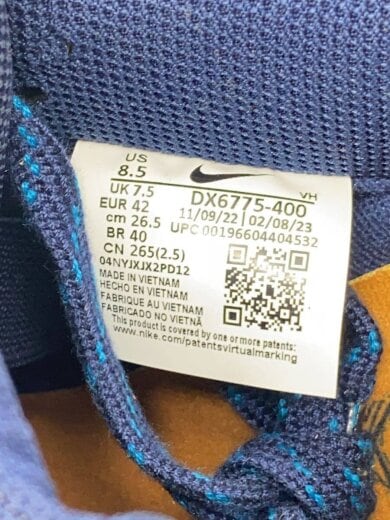 US
8.5
UK 7.5
EUR 42
cm 26.5
BR 40
CN 265(2.5)
04NYJXJX2PD12
VH
DX6775-400
11/09/22 02/08/23
UPC 00196604404532
MADE IN VIETNAM
HECHO EN VIETNAM
FABRIQUE AU VIETNAM
FABRICADO NO VIETNÃ
This product is covered by one or more patents:
www.nike.com/patentsvirtualmarking